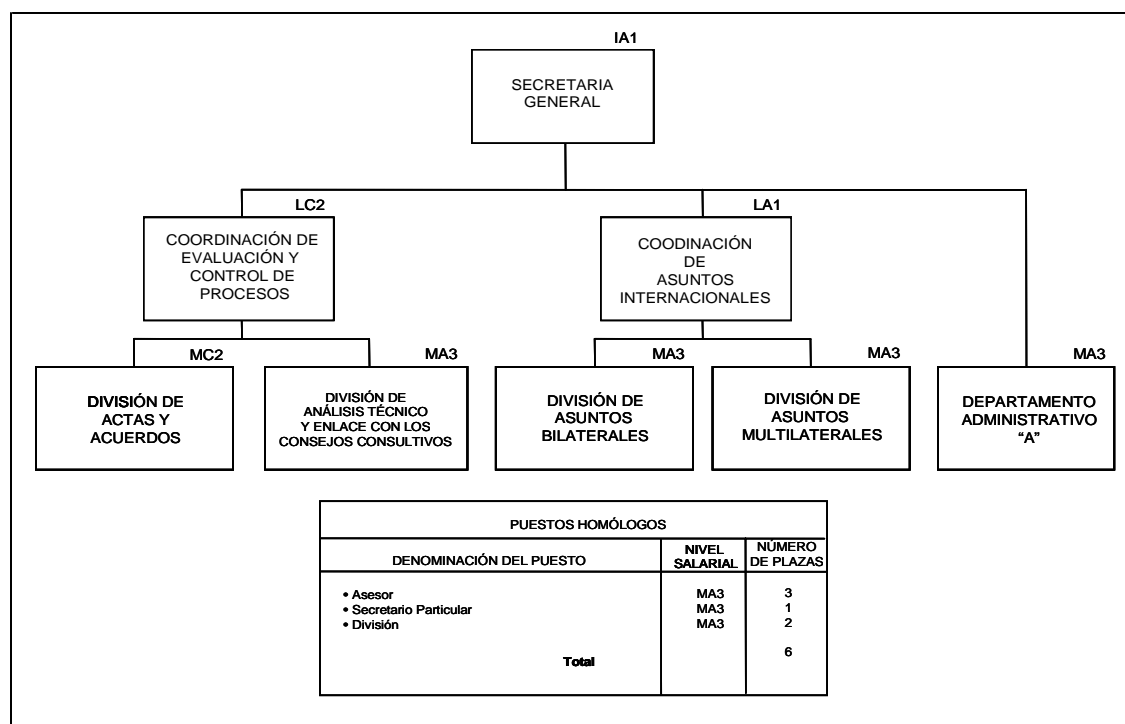 IA1
SECRETARIA
GENERAL
LC2
LA1
COORDINACIÓN DE
EVALUACIÓN Y
CONTROL DE
PROCESOS
COODINACIÓN
DE
ASUNTOS
INTERNACIONALES
MC2
MA3
MA3
MA3
MA3
DIVISIÓN DE
ACTAS Y
ACUERDOS
DIVISIÓN DE
ANÁLISIS TÉCNICO
Y ENLACE CON LOS
CONSEJOS CONSULTIVOS
DIVISIÓN DE
ASUNTOS
BILATERALES
DIVISIÓN DE
ASUNTOS
MULTILATERALES
DEPARTAMENTO
ADMINISTRATIVO
“A”
PUESTOS HOMÓLOGOS
DENOMINACIÓN DEL PUESTO
NIVEL
SALARIAL
NÚMERO
DE PLAZAS
• Asesor MA3 3
• Secretario Particular MA3 1
• División MA3 2
Total 6